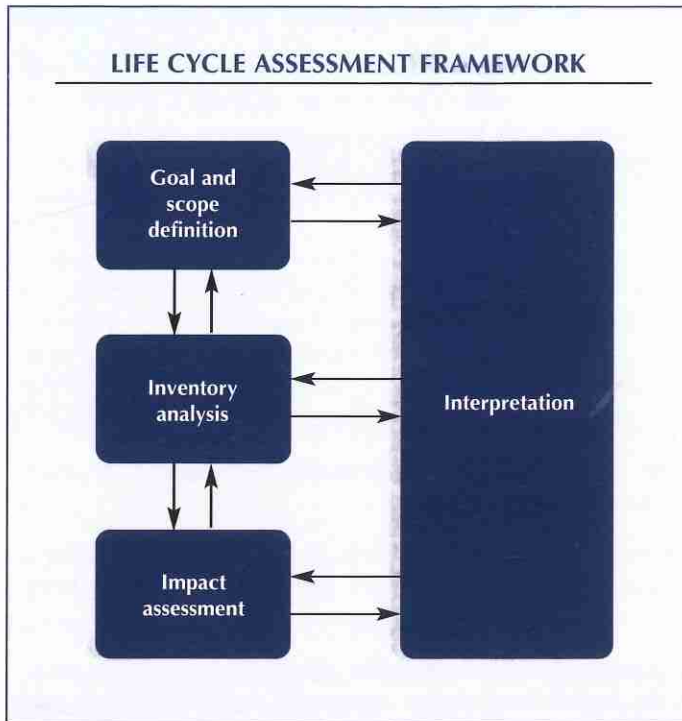 LIFE CYCLE ASSESSMENT FRAMEWORK
Goal and
scope
definition
Inventory
analysis
Interpretation
Impact
assessment